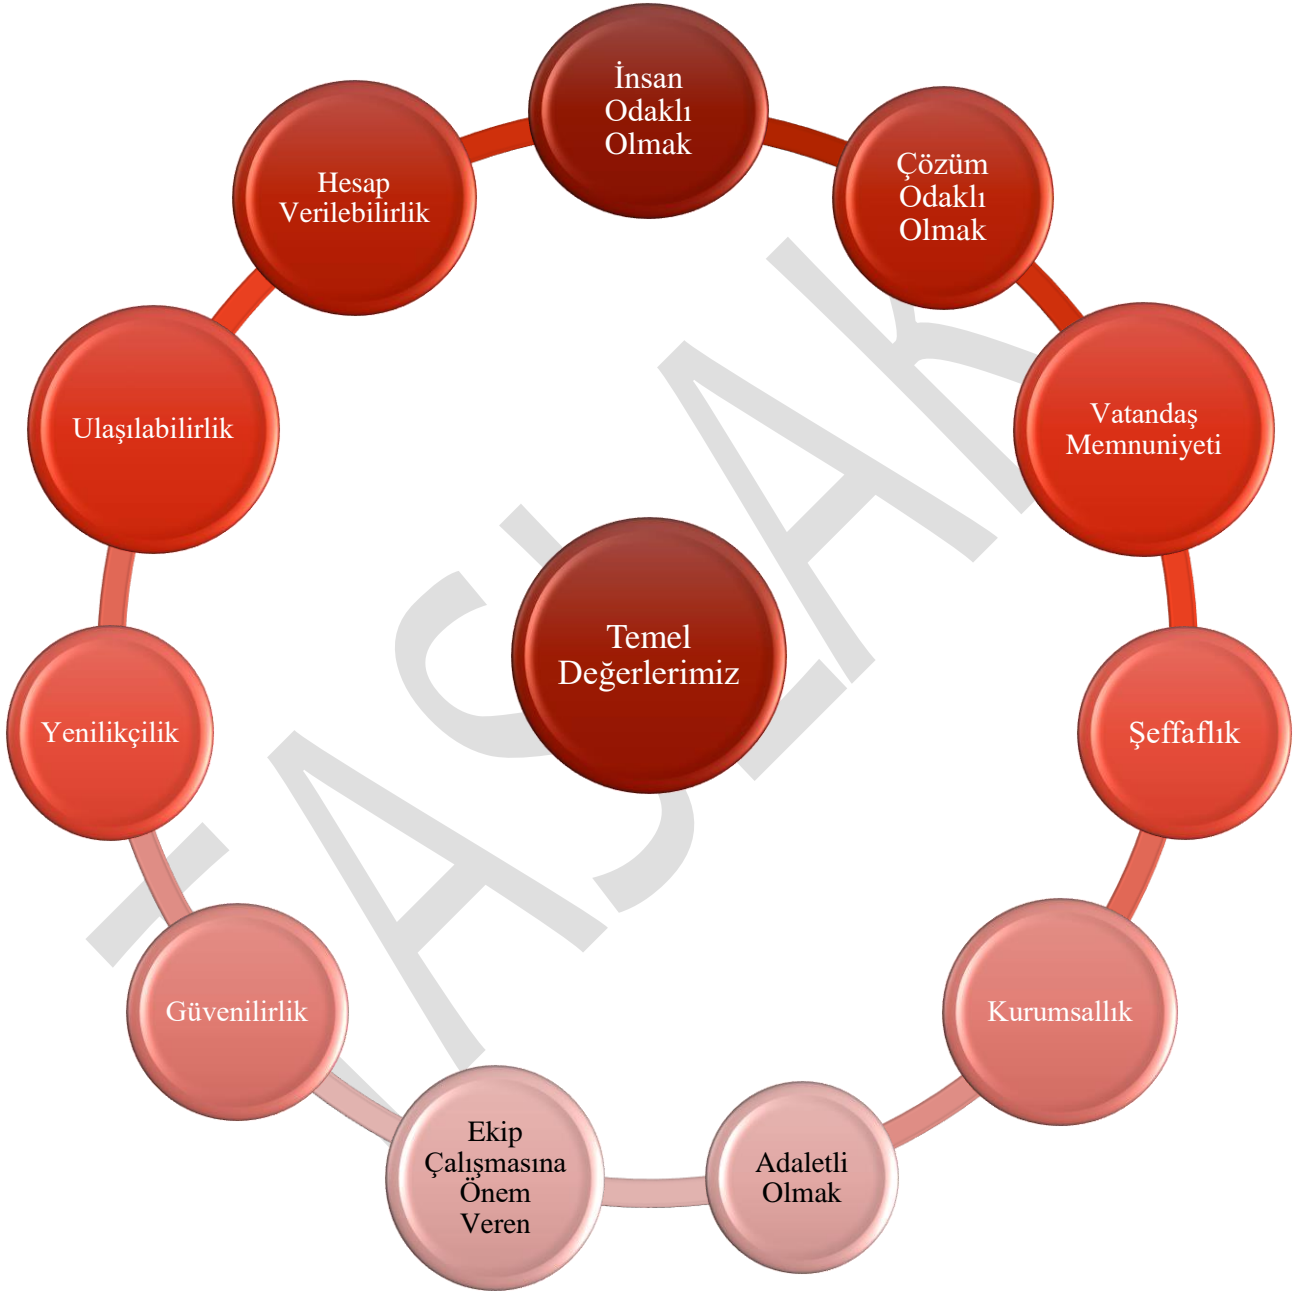 İnsan
Odaklı
Olmak
Çözüm
Odaklı
Olmak
Vatandaş
Memnuniyeti
Şeffaflık
Kurumsallık
Adaletli
Olmak
Ekip
Çalışmasına
Önem
Veren
Güvenilirlik
Yenilikçilik
Ulaşılabilirlik
Hesap
Verilebilirlik
Temel
Değerlerimiz
TASLAK